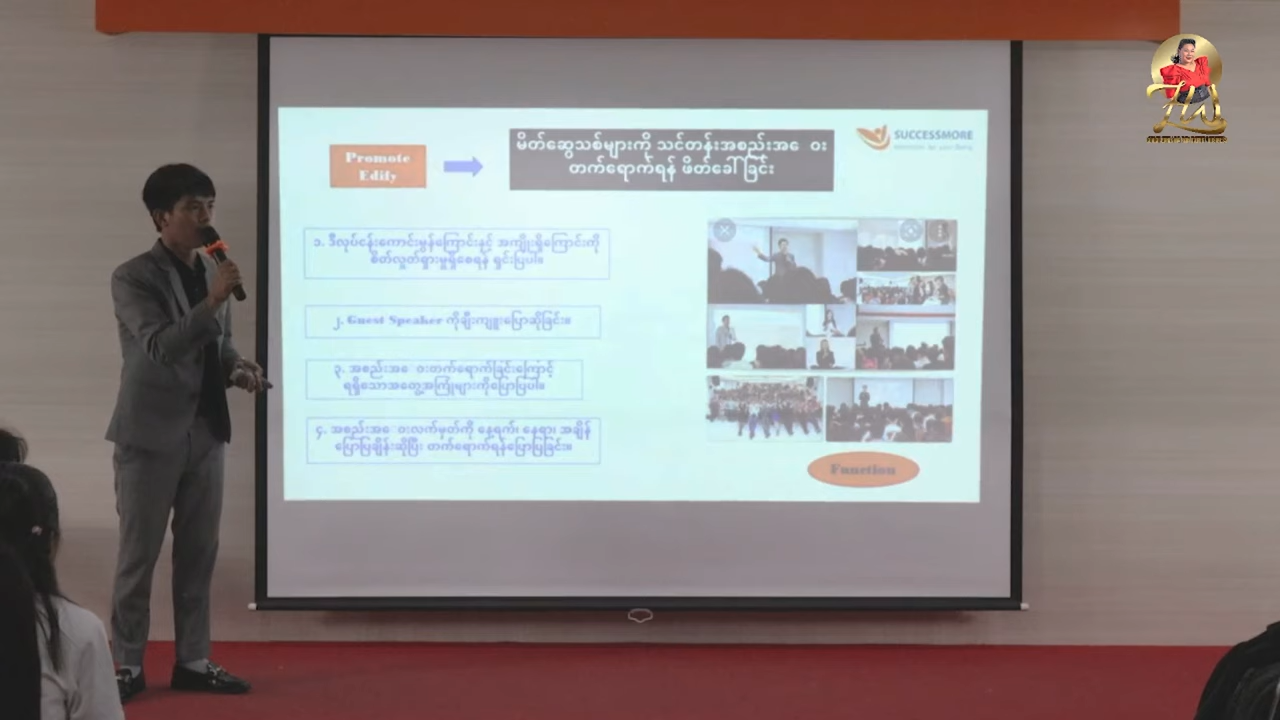 Promote
Edify
မိတ်ဆွေသစ်များကို သင်တန်းအစည်းအ ေ ဝး
တက်ရောက်ရန် ဖိတ်ခေါ်ခြင်း
SUCCESSMORE
၁. ဒီလုပ်ငန်းကောင်းမွန်ကြောင်းနှင့် အကျိုးရှိကြောင်းကို
စိတ်လှုတ်ရှားမှုရှိစေရန် ရှင်းပြပါ။
၂. Guest Speaker ကိုချီးကျူးပြောဆိုခြင်း။
၃. အစည်းအ ေ ဝးတက်ရောက်ခြင်းကြောင့်
ရရှိသောအတွေ့အကြုံများကိုပြောပြပါ။
၄. အစည်းအ ေ ဝးလက်မှတ်ကို နေ့ရက်၊ နေရာ၊ အချိန်
ပြောပြချိန်းဆိုပြီး တက်ရောက်ရန်ပြောပြခြင်း။
Function